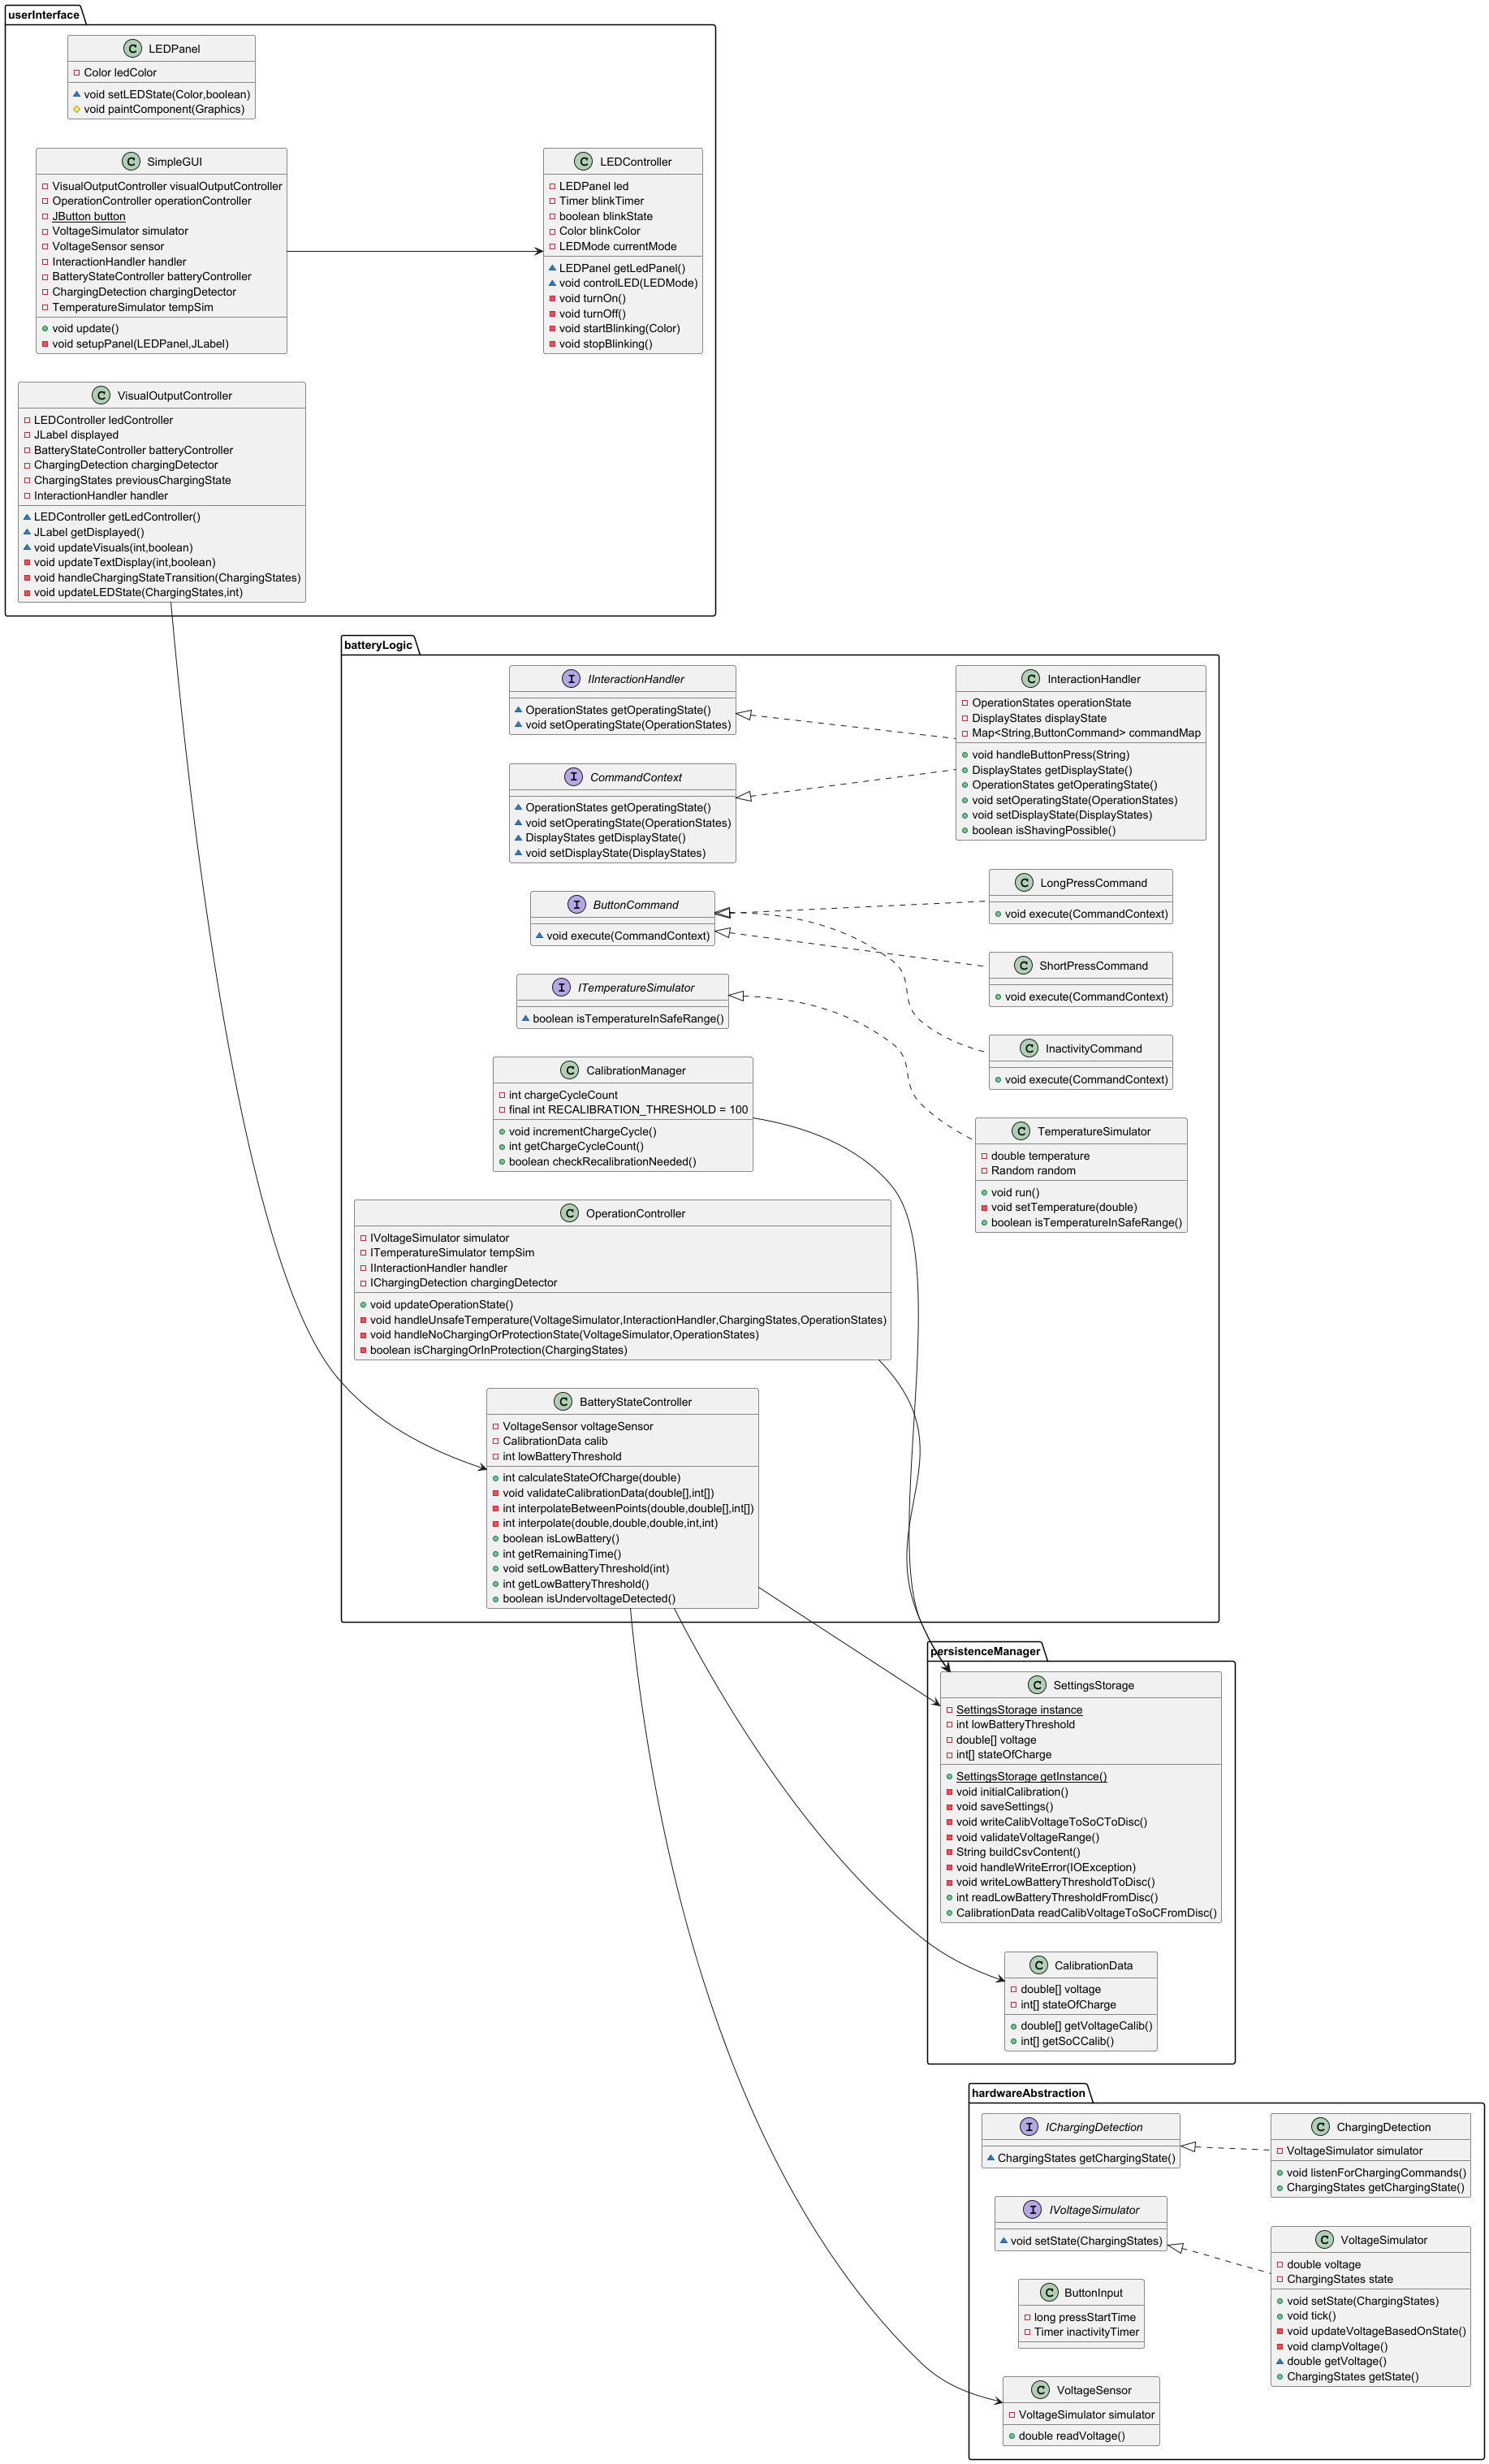 userInterface
C LEDPanel
Color ledColor
void setLEDState(Color,boolean)
void paintComponent(Graphics)
C SimpleGUI
VisualOutputController visualOutputController
OperationController operationController
JButton button
VoltageSimulator simulator
VoltageSensor sensor
InteractionHandler handler
BatteryStateController batteryController
ChargingDetection chargingDetector
TemperatureSimulator tempSim
void update()
void setupPanel(LEDPanel,JLabel)
C LEDController
LEDPanel led
Timer blinkTimer
boolean blinkState
Color blinkColor
LEDMode currentMode
LEDPanel getLedPanel()
void controlLED(LEDMode)
void turnOn()
void turnOff()
void startBlinking(Color)
void stopBlinking()
C VisualOutputController
LEDController ledController
JLabel displayed
BatteryStateController batteryController
ChargingDetection chargingDetector
ChargingStates previousChargingState
InteractionHandler handler
LEDController getLedController()
JLabel getDisplayed()
void updateVisuals(int,boolean)
void updateTextDisplay(int,boolean)
void handleChargingStateTransition(ChargingStates)
void updateLEDState(ChargingStates,int)
batteryLogic
I IInteractionHandler
OperationStates getOperatingState()
void setOperatingState(OperationStates)
C InteractionHandler
OperationStates operationState
DisplayStates displayState
Map<String,ButtonCommand> commandMap
void handleButtonPress(String)
DisplayStates getDisplayState()
OperationStates getOperatingState()
void setOperatingState(OperationStates)
void setDisplayState(DisplayStates)
boolean isShavingPossible()
I CommandContext
OperationStates getOperatingState()
void setOperatingState(OperationStates)
DisplayStates getDisplayState()
void setDisplayState(DisplayStates)
I ButtonCommand
void execute(CommandContext)
C LongPressCommand
void execute(CommandContext)
C ShortPressCommand
void execute(CommandContext)
I ITemperatureSimulator
boolean isTemperatureInSafeRange()
C InactivityCommand
void execute(CommandContext)
C CalibrationManager
int chargeCycleCount
final int RECALIBRATION_THRESHOLD = 100
void incrementChargeCycle()
int getChargeCycleCount()
boolean checkRecalibrationNeeded()
C TemperatureSimulator
double temperature
Random random
void run()
void setTemperature(double)
boolean isTemperatureInSafeRange()
C OperationController
IVoltageSimulator simulator
ITemperatureSimulator tempSim
IInteractionHandler handler
IChargingDetection chargingDetector
void updateOperationState()
void handleUnsafeTemperature(VoltageSimulator,InteractionHandler,ChargingStates,OperationStates)
void handleNoChargingOrProtectionState(VoltageSimulator,OperationStates)
boolean isChargingOrInProtection(ChargingStates)
C BatteryStateController
VoltageSensor voltageSensor
CalibrationData calib
int lowBatteryThreshold
int calculateStateOfCharge(double)
void validateCalibrationData(double[],int[])
int interpolateBetweenPoints(double,double[],int[])
int interpolate(double,double,double,int,int)
boolean isLowBattery()
int getRemainingTime()
void setLowBatteryThreshold(int)
int getLowBatteryThreshold()
boolean isUndervoltageDetected()
persistenceManager
C SettingsStorage
SettingsStorage instance
int lowBatteryThreshold
double[] voltage
int[] stateOfCharge
SettingsStorage getInstance()
void initialCalibration()
void saveSettings()
void writeCalibVoltageToSoCToDisc()
void validateVoltageRange()
String buildCsvContent()
void handleWriteError(IOException)
void writeLowBatteryThresholdToDisc()
int readLowBatteryThresholdFromDisc()
CalibrationData readCalibVoltageToSoCFromDisc()
C CalibrationData
double[] voltage
int[] stateOfCharge
double[] getVoltageCalib()
int[] getSoCCalib()
hardwareAbstraction
I IChargingDetection
ChargingStates getChargingState()
C ChargingDetection
VoltageSimulator simulator
void listenForChargingCommands()
ChargingStates getChargingState()
I IVoltageSimulator
void setState(ChargingStates)
C VoltageSimulator
double voltage
ChargingStates state
void setState(ChargingStates)
void tick()
void updateVoltageBasedOnState()
void clampVoltage()
double getVoltage()
ChargingStates getState()
C ButtonInput
long pressStartTime
Timer inactivityTimer
C VoltageSensor
VoltageSimulator simulator
double readVoltage()